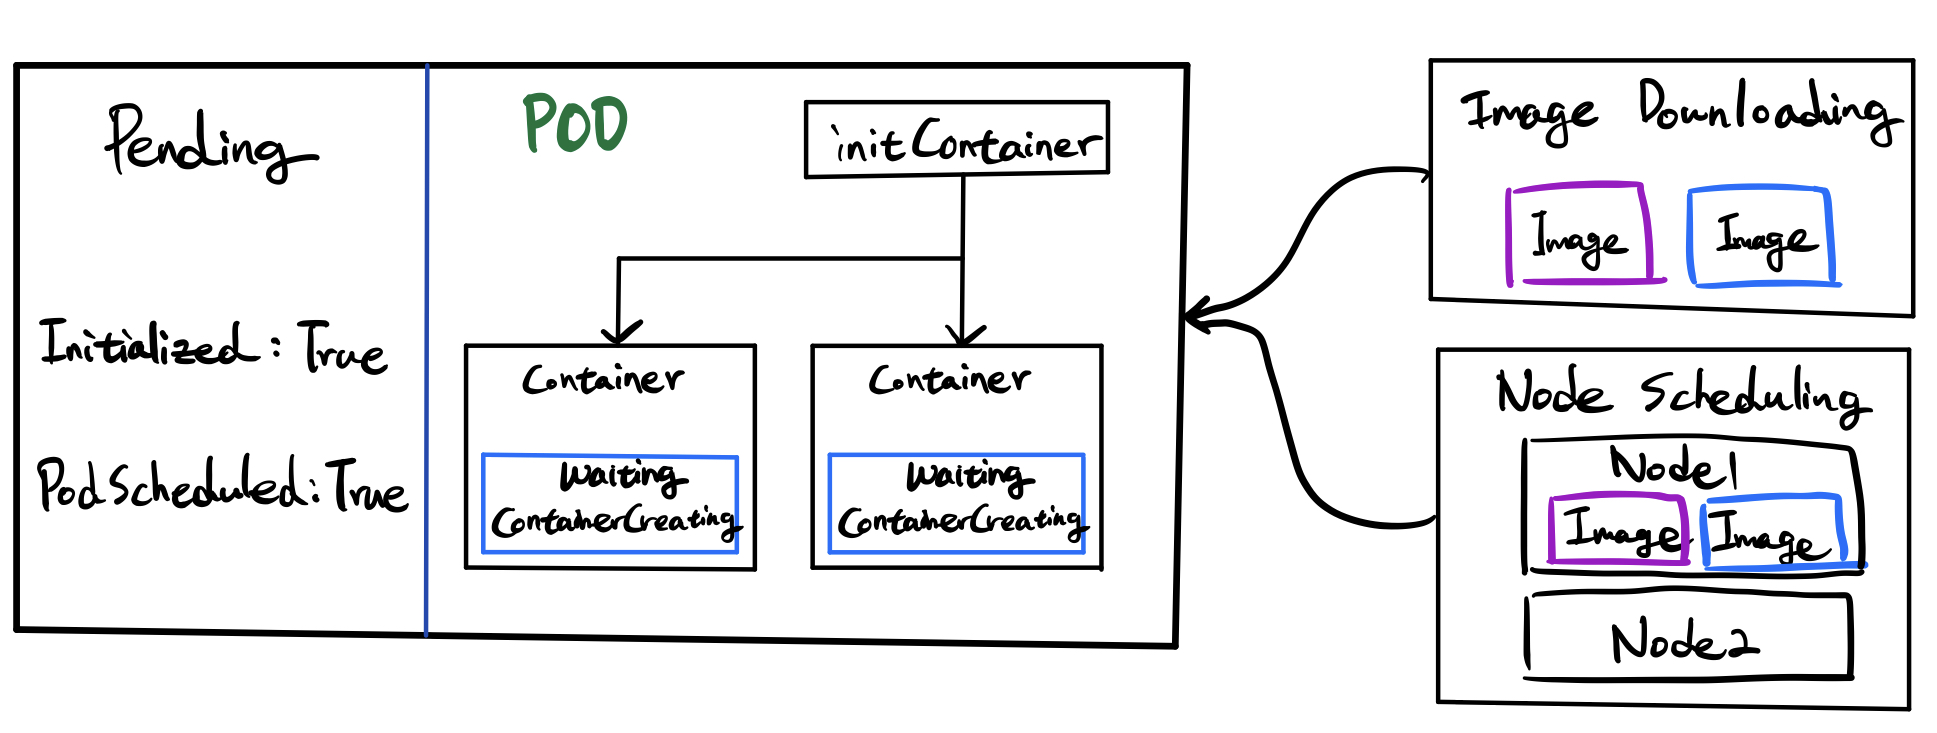 Pending
Initialized : True
PodScheduled : True
POD
initContainer
Container
Waiting
ContainerCreating
Container
Waiting
ContainerCreating
Image Downloading
Image
Image
Node Scheduling
Node1
Image
Image
Node2